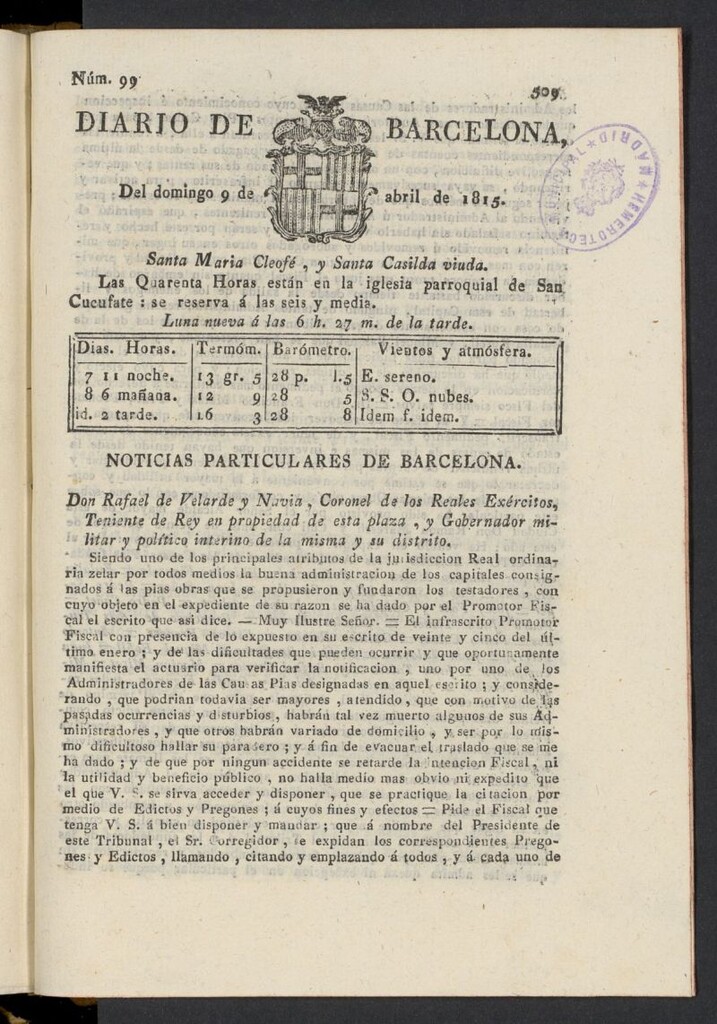 Núm. 99
509
DIARIO DE BARCELONA,
Del domingo 9 de abril de 1815.
HEMEROTECA MUNICIPAL * MADRID *
Santa Maria Cleofé , y Santa Casilda viuda.
Las Quarenta Horas están en la iglesia parroquial de San
Cucufate : se reserva á las seis y media.
Luna nueva á las 6 h. 27 m. de la tarde.
Dias. Horas. Termóm. Barómetro. Vientos y atmósfera.
7 11 noche. 13 gr. 5 28 p. 1.5 E. sereno.
8 6 mañana. 12 9 28 5 S. S. O. nubes.
id. 2 tarde. 16 3 28 8 Idem f. idem.
NOTICIAS PARTICULARES DE BARCELONA.
Don Rafael de Velarde y Navia , Coronel de los Reales Exércitos,
Teniente de Rey en propiedad de esta plaza , y Gobernador mi-
litar y político interino de la misma y su distrito.
Siendo uno de los principales atributos de la jurisdiccion Real ordina-
ria zelar por todos medios la buena administracion de los capitales consig-
nados á las pias obras que se propusieron y fundaron los testadores , con
cuyo objeto en el expediente de su razon se ha dado por el Promotor Fis-
cal el escrito que asi dice. — Muy Ilustre Señor. = El infrascrito Promotor
Fiscal con presencia de lo expuesto en su escrito de veinte y cinco del úl-
timo enero ; y de las dificultades que pueden ocurrir y que oportunamente
manifiesta el actuario para verificar la notificacion , uno por uno de los
Administradores de las Causas Pias designadas en aquel escrito ; y conside-
rando , que podrian todavia ser mayores , atendido , que con motivo de las
pasadas ocurrencias y disturbios , habrán tal vez muerto algunos de sus Ad-
ministradores , y que otros habrán variado de domicilio , y ser por lo mis-
mo dificultoso hallar su paradero ; y á fin de evacuar el traslado que se me
ha dado ; y de que por ningun accidente se retarde la intencion Fiscal , ni
la utilidad y beneficio público , no halla medio mas obvio ni expedito que
el que V. S. se sirva acceder y disponer , que se practique la citacion por
medio de Edictos y Pregones ; á cuyos fines y efectos = Pide el Fiscal que
tenga V. S. á bien disponer y mandar ; que á nombre del Presidente de
este Tribunal , el Sr. Corregidor , se expidan los correspondientes Prego-
nes y Edictos , llamando , citando y emplazando á todos , y á cada uno de